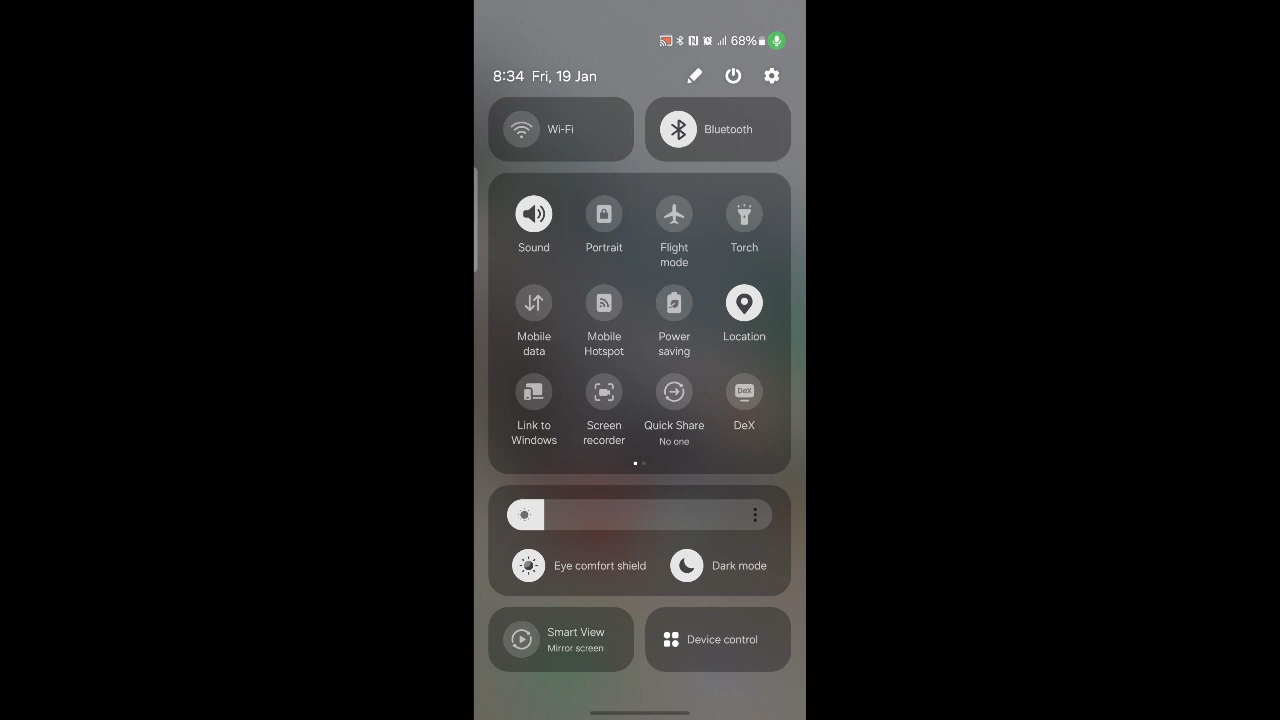 68%
8:34 Fri, 19 Jan
Wi-Fi
Bluetooth
Sound
Portrait
Flight
mode
Torch
Mobile
data
Mobile
Hotspot
Power
saving
Location
Link to
Windows
Screen
recorder
Quick Share
No one
DeX
DeX
Eye comfort shield
Dark mode
Smart View
Mirror screen
Device control